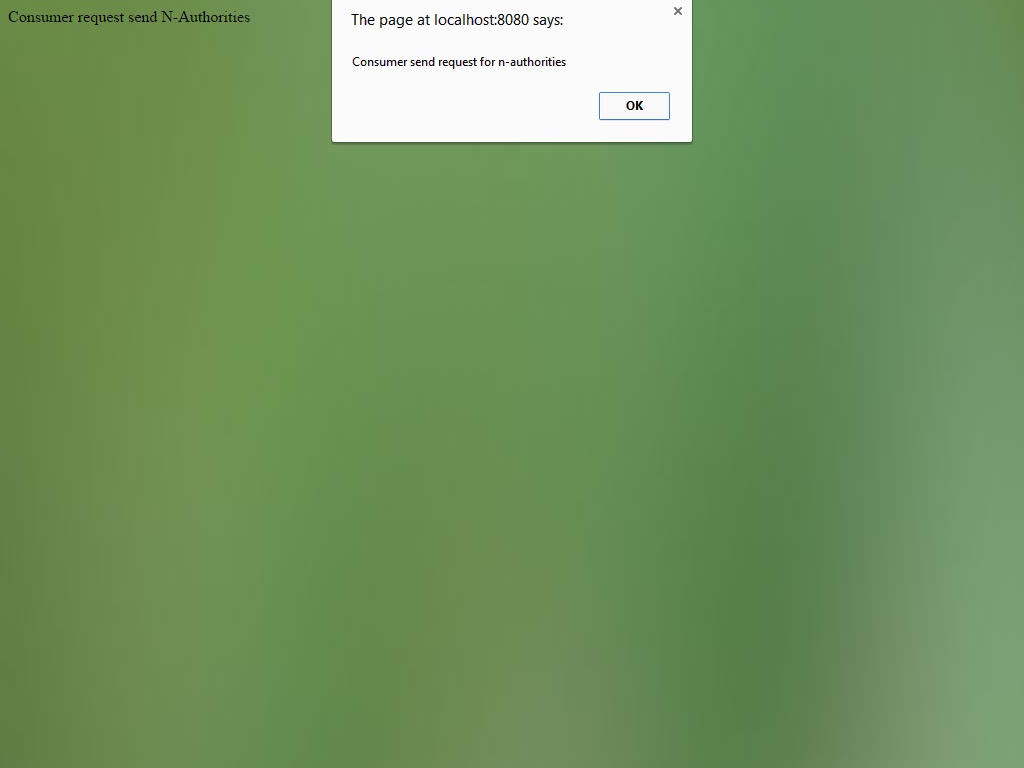 Consumer request send N-Authorities
The page at localhost:8080 says:
Consumer send request for n-authorities
OK